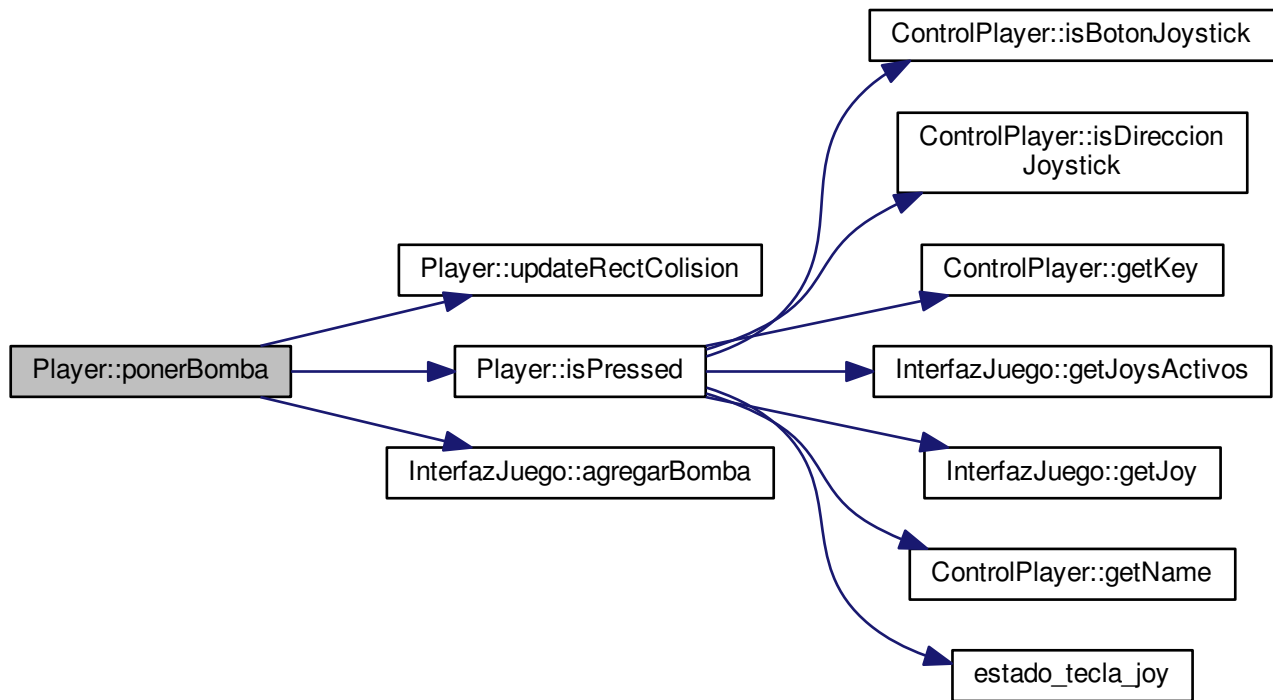 ControlPlayer::isBotonJoystick
ControlPlayer::isDireccion
Joystick
Player::updateRectColision
ControlPlayer::getKey
Player::ponerBomba
Player::isPressed
InterfazJuego::getJoysActivos
InterfazJuego::agregarBomba
InterfazJuego::getJoy
ControlPlayer::getName
estado_tecla_joy